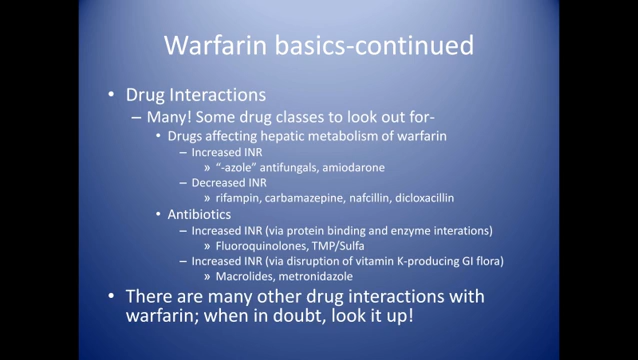 Warfarin basics-continued
• Drug Interactions
– Many! Some drug classes to look out for-
• Drugs affecting hepatic metabolism of warfarin
– Increased INR
» “-azole” antifungals, amiodarone
– Decreased INR
» rifampin, carbamazepine, nafcillin, dicloxacillin
• Antibiotics
– Increased INR (via protein binding and enzyme interations)
» Fluoroquinolones, TMP/Sulfa
– Increased INR (via disruption of vitamin K-producing GI flora)
» Macrolides, metronidazole
• There are many other drug interactions with
warfarin; when in doubt, look it up!